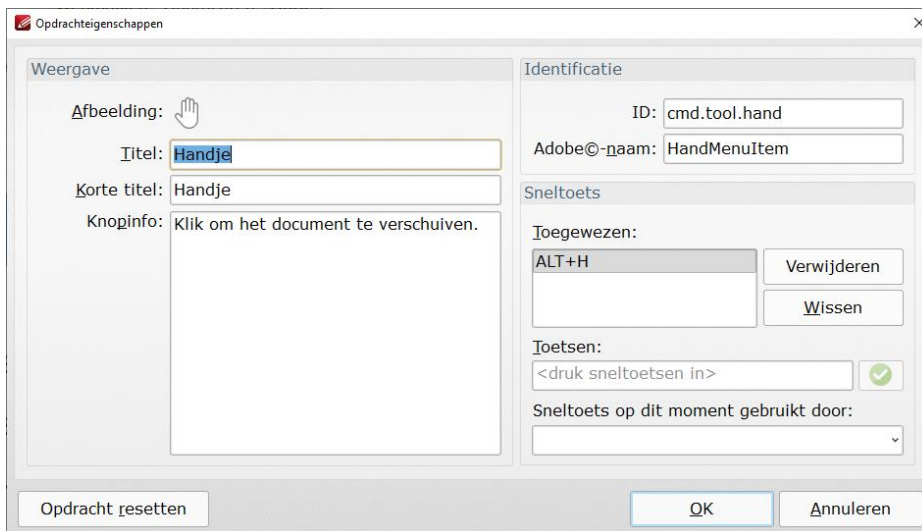 Opdrachteigenschappen
Weergave
Afbeelding:
Titel: Handje
Korte titel: Handje
Knopinfo: Klik om het document te verschuiven.
Identificatie
ID: cmd.tool.hand
Adobe©-naam: HandMenuItem
Sneltoets
Toegewezen:
ALT+H
Verwijderen
Wissen
Toetsen:
<druk sneltoetsen in>
Sneltoets op dit moment gebruikt door:
Opdracht resetten
OK
Annuleren